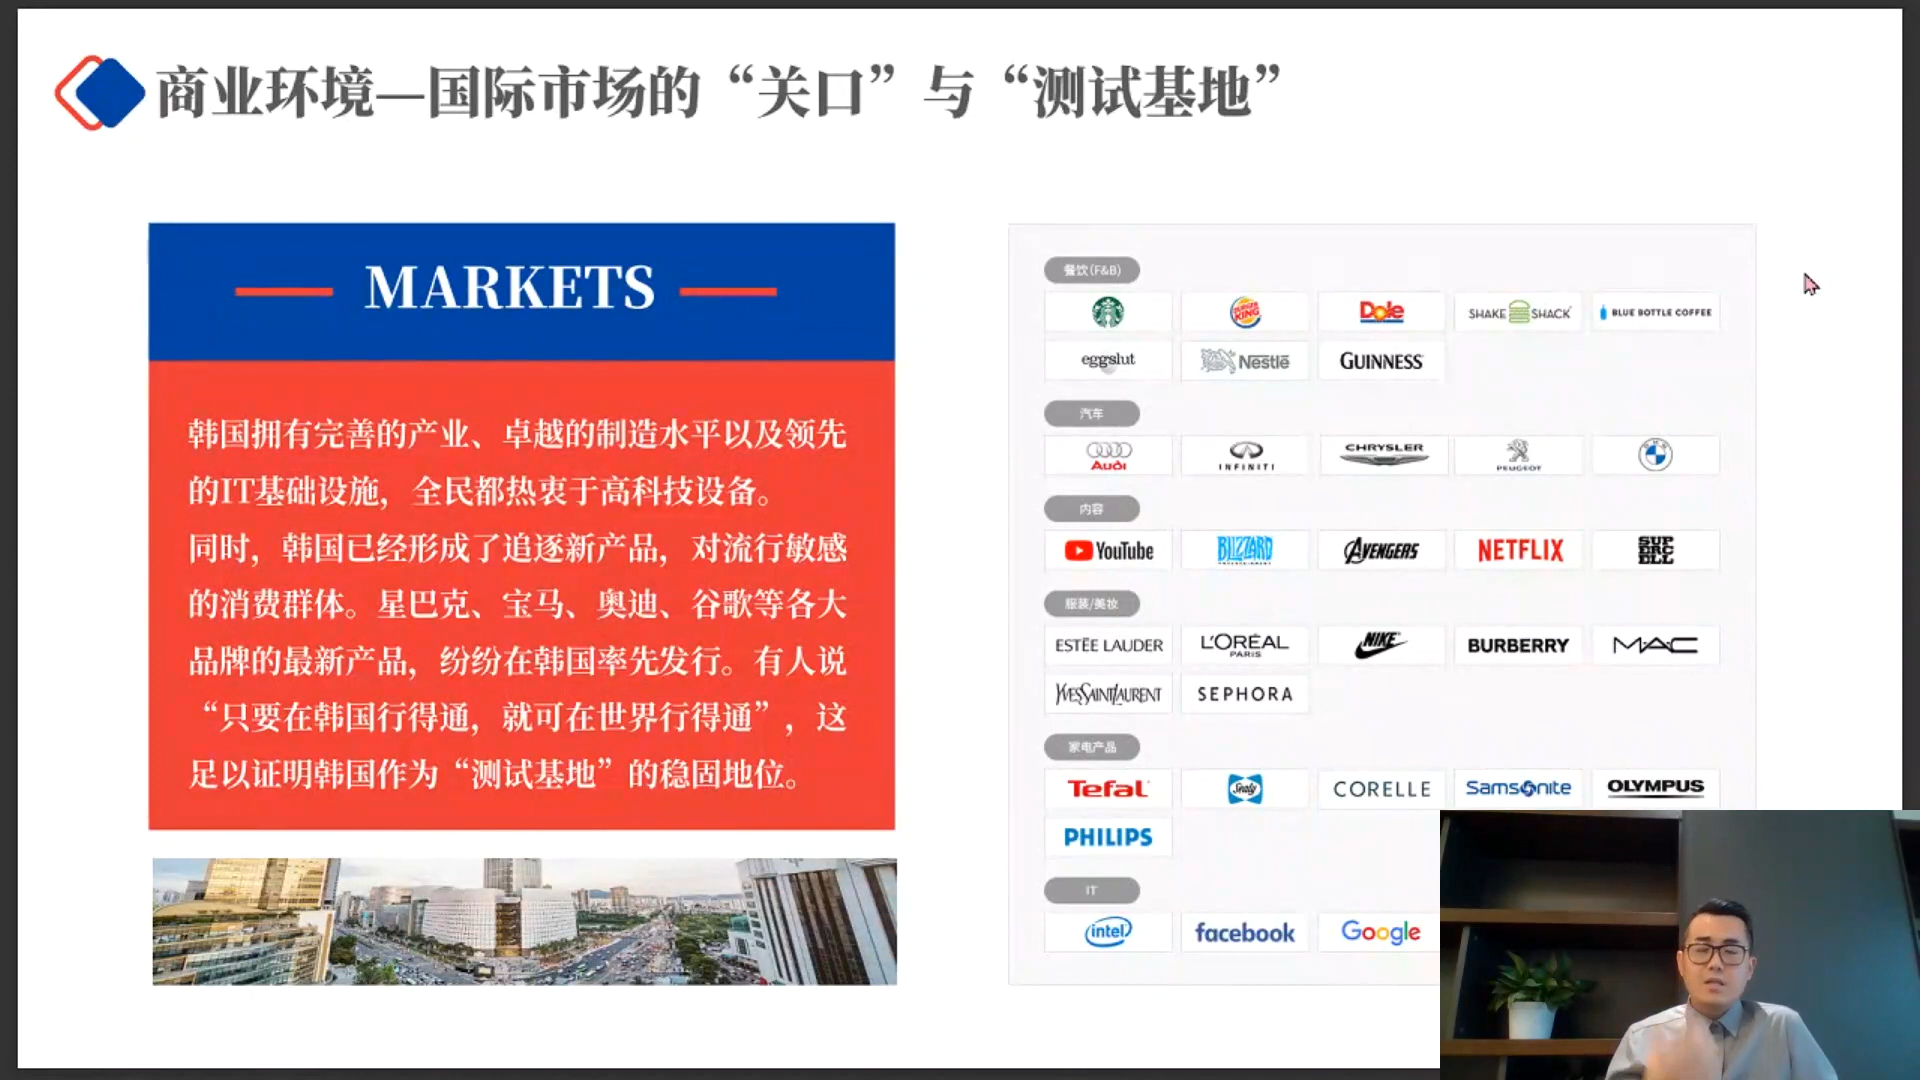 商业环境—国际市场的“关口”与“测试基地”
MARKETS
韩国拥有完善的产业、卓越的制造水平以及领先
的IT基础设施，全民都热衷于高科技设备。
同时，韩国已经形成了追逐新产品，对流行敏感
的消费群体。星巴克、宝马、奥迪、谷歌等各大
品牌的最新产品，纷纷在韩国率先发行。有人说
“只要在韩国行得通，就可在世界行得通”，这
足以证明韩国作为“测试基地”的稳固地位。
餐饮(F&B)
BURGER KING
Dole
SHAKE SHACK
BLUE BOTTLE COFFEE
eggslut
Nestlé
GUINNESS
汽车
Audi
INFINITI
CHRYSLER
PEUGEOT
BMW
内容
YouTube
BLIZZARD
ENTERTAINMENT
AVENGERS
NETFLIX
SUPERCELL
服装/美妆
ESTĒE LAUDER
L'ORÉAL
PARIS
NIKE
BURBERRY
MAC
YVESSAINTLAURENT
SEPHORA
家电产品
Tefal
Sealy
CORELLE
Samsonite
OLYMPUS
PHILIPS
IT
intel
facebook
Google